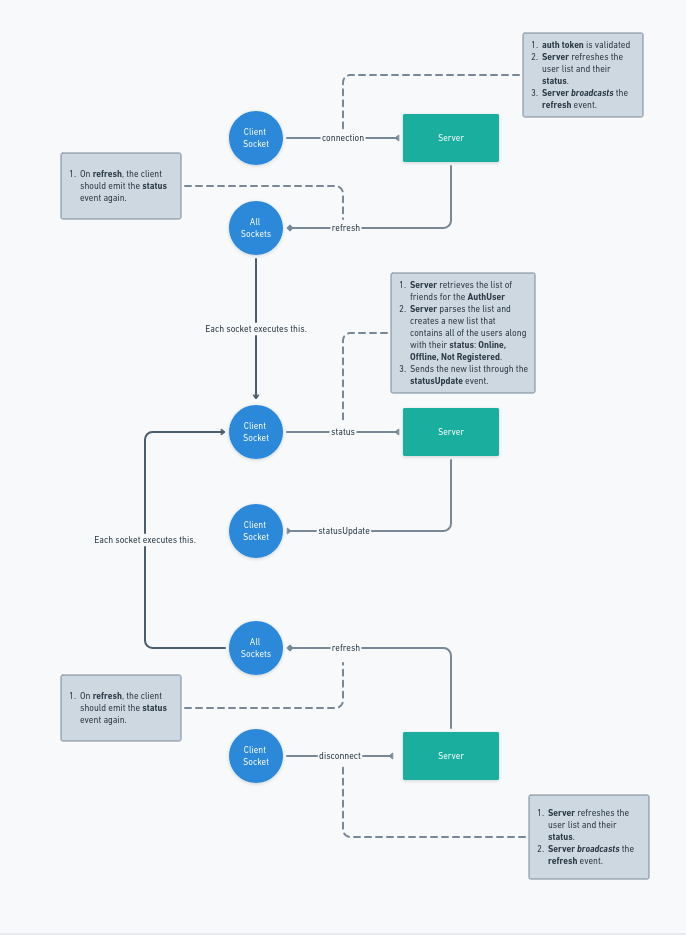 1. auth token is validated
2. Server refreshes the
user list and their
status.
3. Server broadcasts the
refresh event.
Client
Socket
connection
Server
1. On refresh, the client
should emit the status
event again.
All
Sockets
refresh
1. Server retrieves the list of
friends for the AuthUser
2. Server parses the list and
creates a new list that
contains all of the users along
with their status: Online,
Offline, Not Registered.
3. Sends the new list through the
statusUpdate event.
Each socket executes this.
Client
Socket
status
Server
Client
Socket
statusUpdate
Each socket executes this.
All
Sockets
refresh
1. On refresh, the client
should emit the status
event again.
Client
Socket
disconnect
Server
1. Server refreshes the
user list and their
status.
2. Server broadcasts the
refresh event.